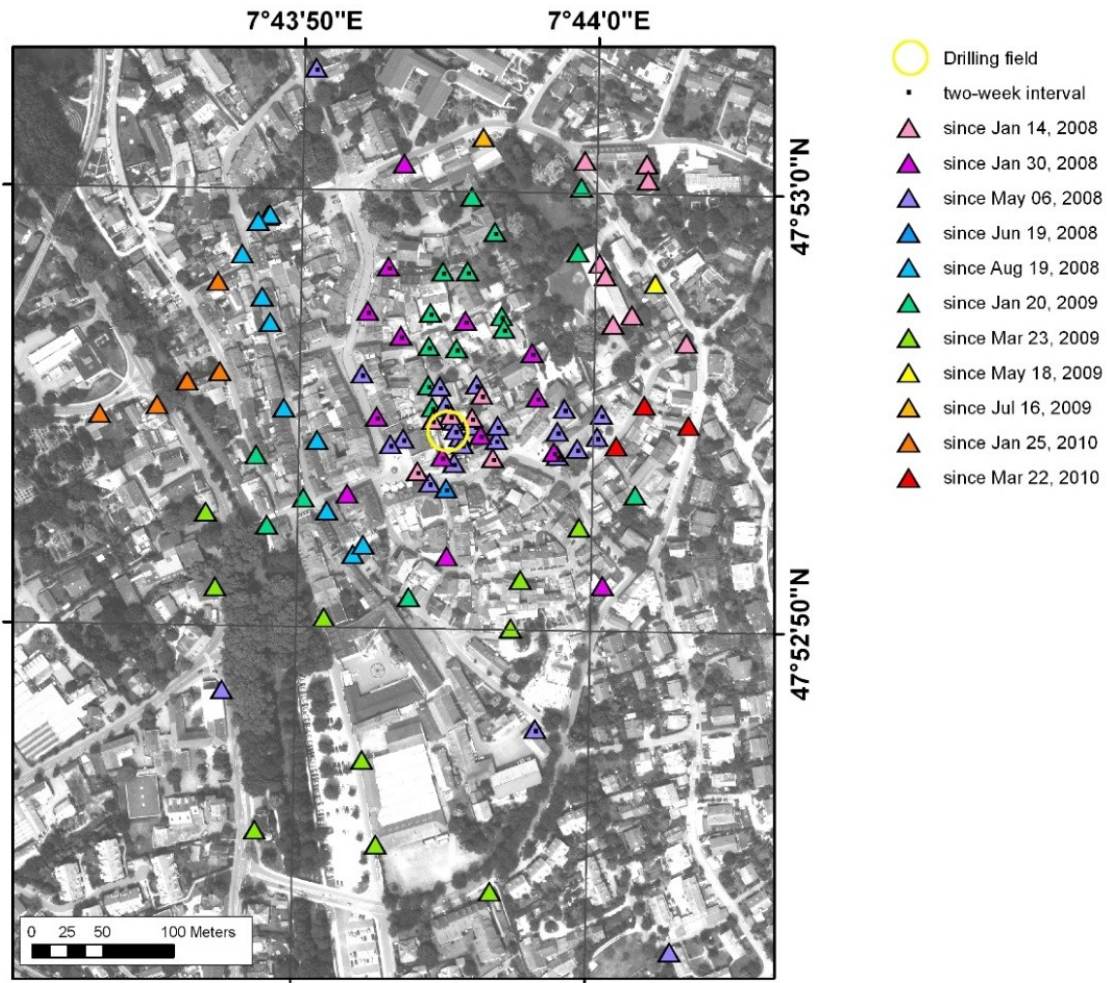 7°43'50"E
7°44'0"E
47°53'0"N
47°52'50"N
0 25 50 100 Meters
Drilling field
two-week interval
since Jan 14, 2008
since Jan 30, 2008
since May 06, 2008
since Jun 19, 2008
since Aug 19, 2008
since Jan 20, 2009
since Mar 23, 2009
since May 18, 2009
since Jul 16, 2009
since Jan 25, 2010
since Mar 22, 2010